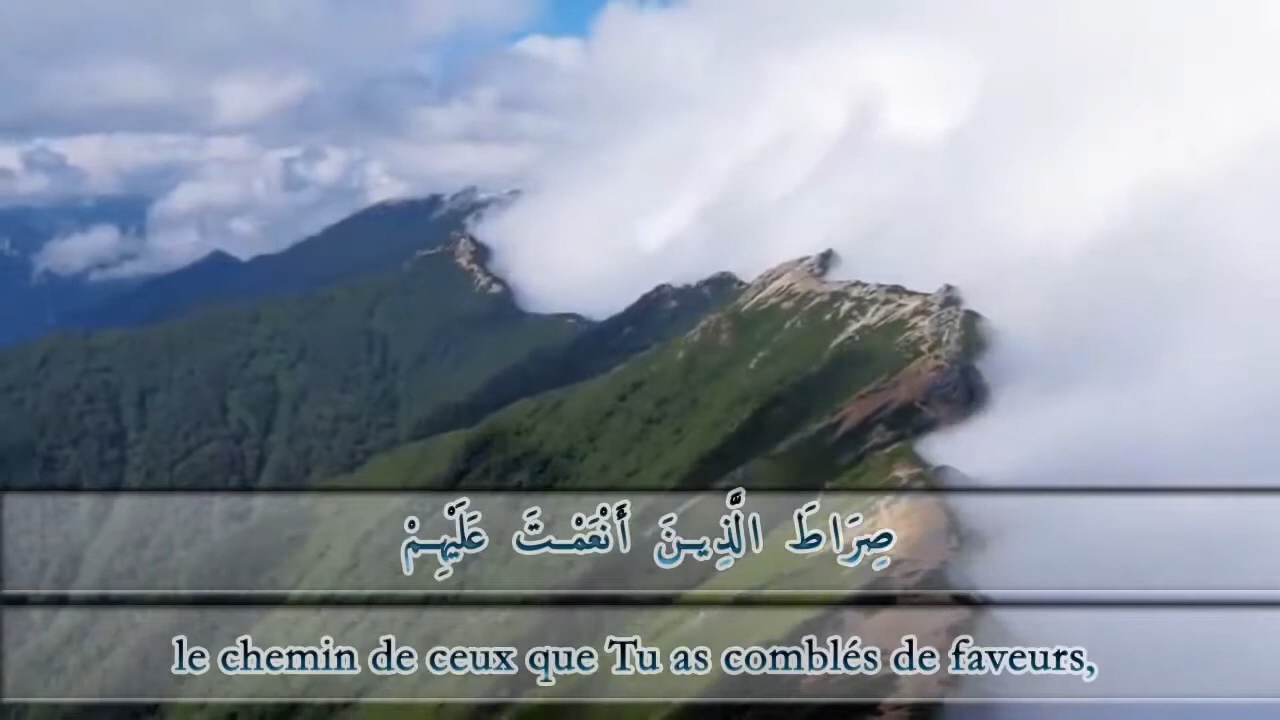 صِرَاطَ الَّذِينَ أَنْعَمْتَ عَلَيْهِمْ
le chemin de ceux que Tu as comblés de faveurs,